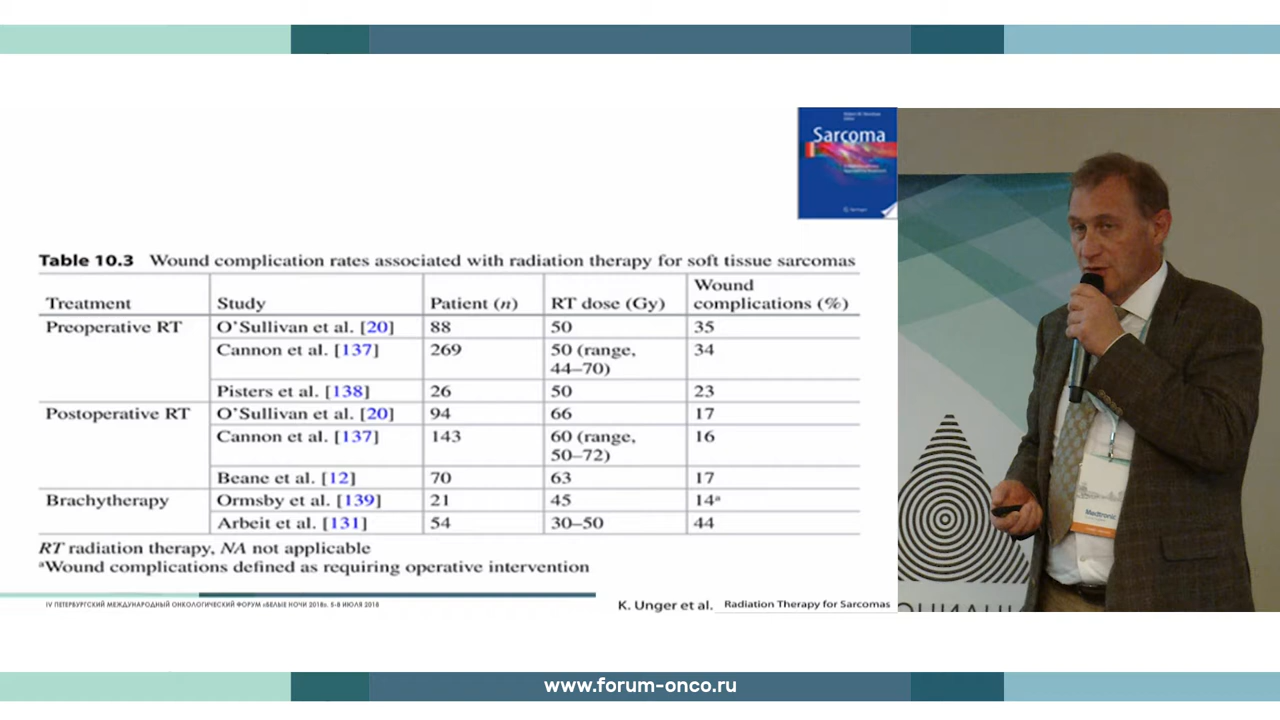 Sarcoma
Springer
Table 10.3 Wound complication rates associated with radiation therapy for soft tissue sarcomas
Treatment Study Patient (n) RT dose (Gy) Wound complications (%)
Preoperative RT O'Sullivan et al. [20] 88 50 35
Cannon et al. [137] 269 50 (range, 44–70) 34
Pisters et al. [138] 26 50 23
Postoperative RT O'Sullivan et al. [20] 94 66 17
Cannon et al. [137] 143 60 (range, 50–72) 16
Beane et al. [12] 70 63 17
Brachytherapy Ormsby et al. [139] 21 45 14ᵃ
Arbeit et al. [131] 54 30–50 44
RT radiation therapy, NA not applicable
ᵃWound complications defined as requiring operative intervention
IV ПЕТЕРБУРГСКИЙ МЕЖДУНАРОДНЫЙ ОНКОЛОГИЧЕСКИЙ ФОРУМ «БЕЛЫЕ НОЧИ 2018». 5-8 ИЮЛЯ 2018
K. Unger et al. Radiation Therapy for Sarcomas
Medtronic
www.forum-onco.ru